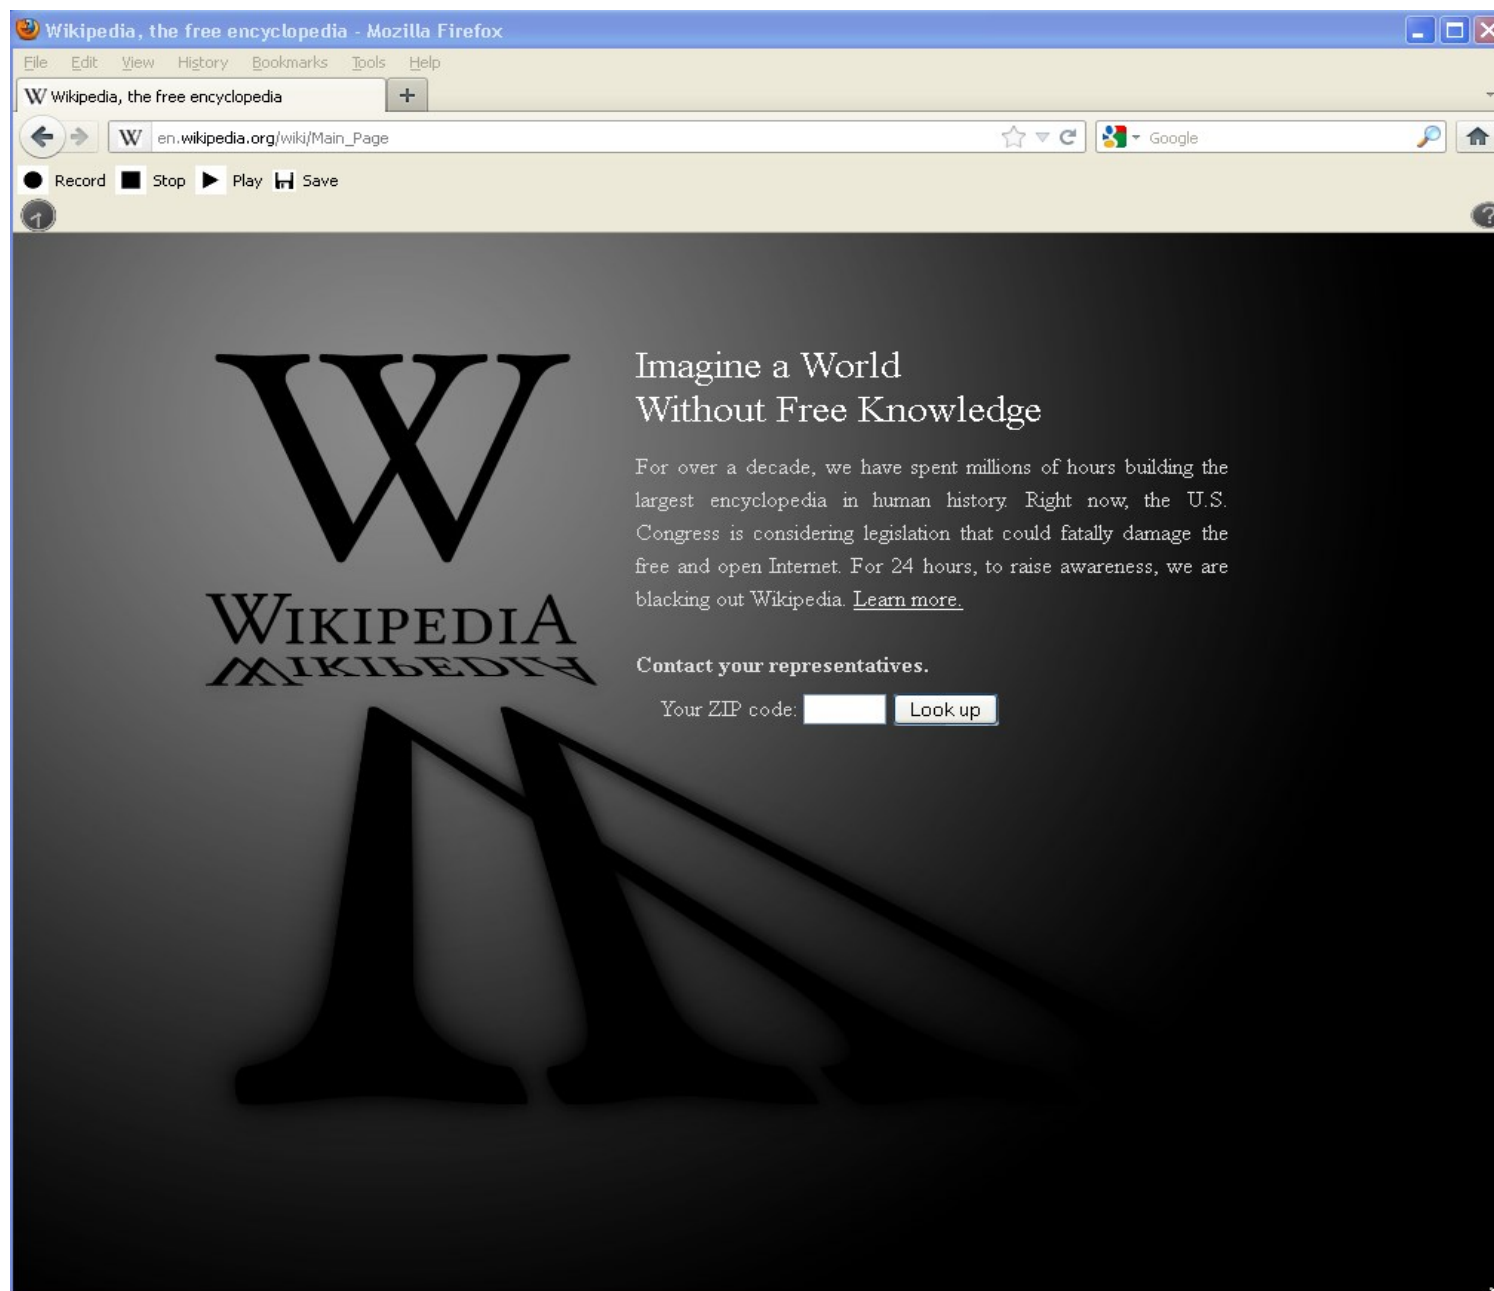 Wikipedia, the free encyclopedia - Mozilla Firefox
File Edit View History Bookmarks Tools Help
W Wikipedia, the free encyclopedia +
W en.wikipedia.org/wiki/Main_Page Google
Record Stop Play Save
?
W
WIKIPEDIA
Imagine a World
Without Free Knowledge
For over a decade, we have spent millions of hours building the
largest encyclopedia in human history. Right now, the U.S.
Congress is considering legislation that could fatally damage the
free and open Internet. For 24 hours, to raise awareness, we are
blacking out Wikipedia. Learn more.
Contact your representatives.
Your ZIP code: Look up